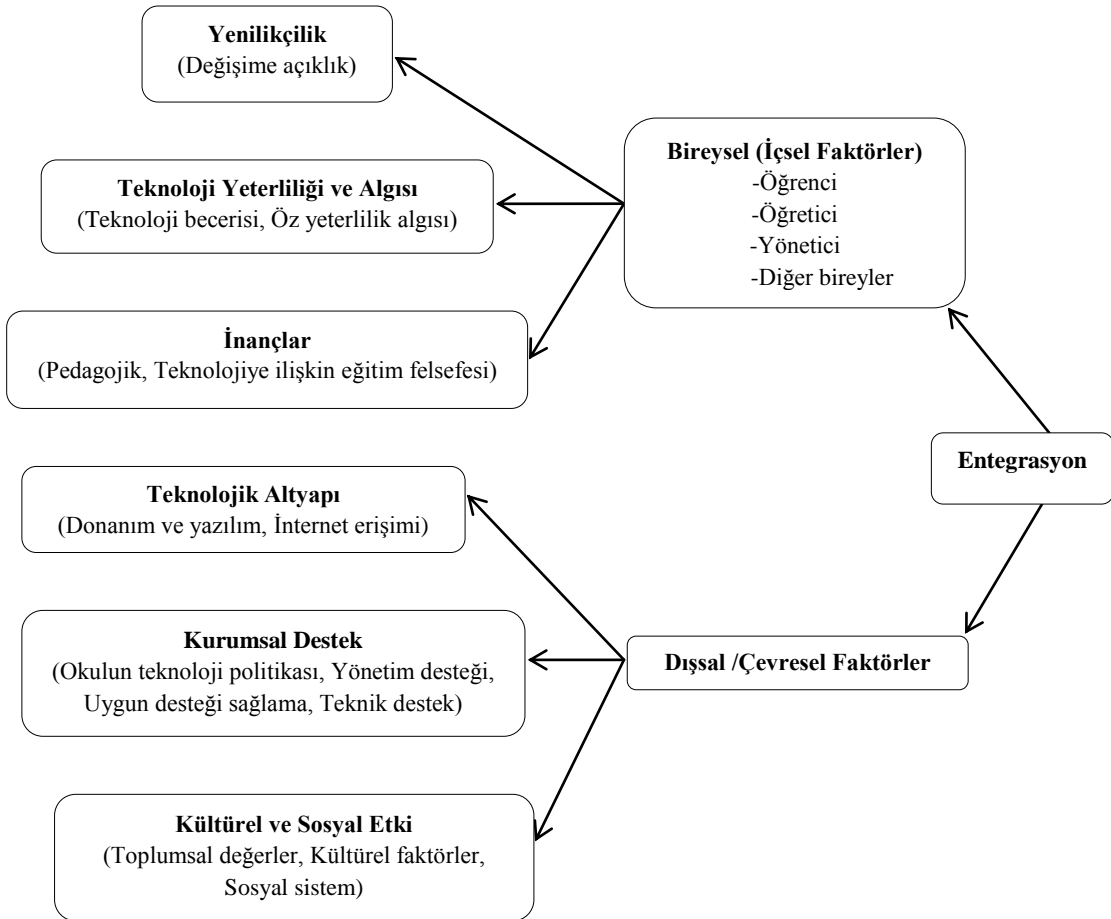 Yenilikçilik
(Değişime açıklık)
Teknoloji Yeterliliği ve Algısı
(Teknoloji becerisi, Öz yeterlilik algısı)
İnançlar
(Pedagojik, Teknolojiye ilişkin eğitim felsefesi)
Bireysel (İçsel Faktörler)
-Öğrenci
-Öğretici
-Yönetici
-Diğer bireyler
Entegrasyon
Teknolojik Altyapı
(Donanım ve yazılım, İnternet erişimi)
Kurumsal Destek
(Okulun teknoloji politikası, Yönetim desteği,
Uygun desteği sağlama, Teknik destek)
Dışsal /Çevresel Faktörler
Kültürel ve Sosyal Etki
(Toplumsal değerler, Kültürel faktörler,
Sosyal sistem)